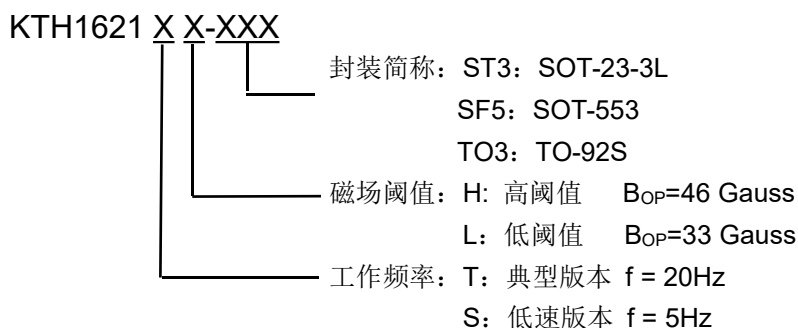 KTH1621 X X-XXX
封装简称：ST3：SOT-23-3L
SF5：SOT-553
TO3：TO-92S
磁场阈值：H: 高阈值 BOP=46 Gauss
L：低阈值 BOP=33 Gauss
工作频率：T：典型版本 f = 20Hz
S：低速版本 f = 5Hz